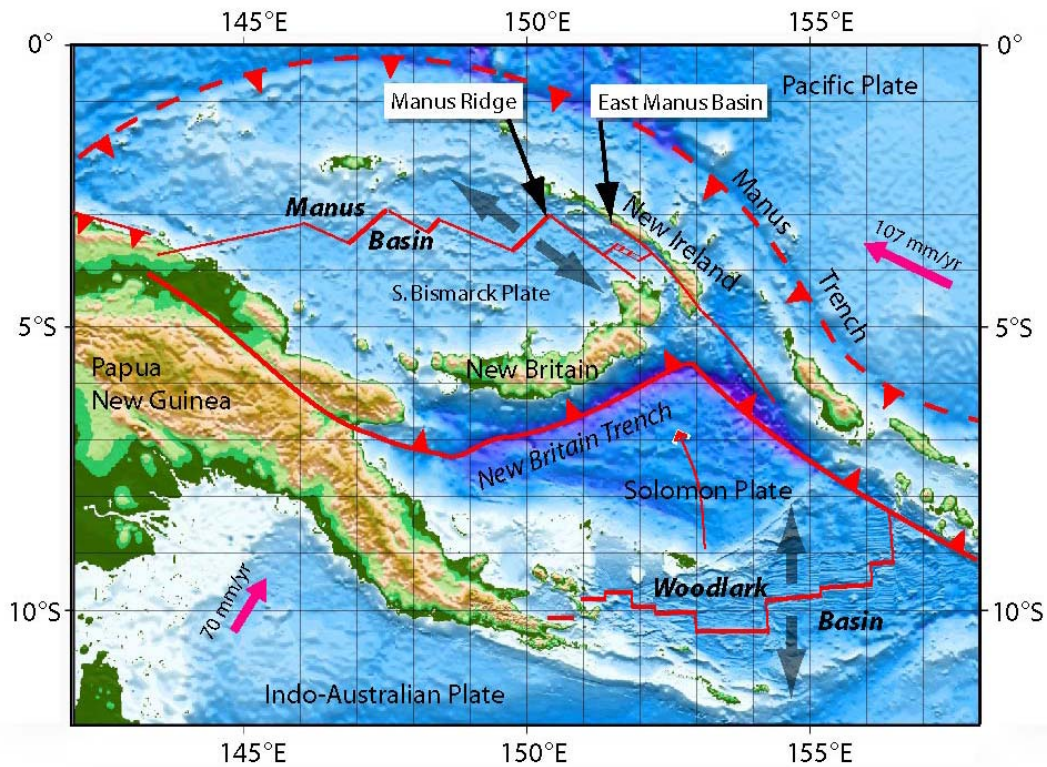 145°E 150°E 155°E
0° 0°
Pacific Plate
Manus Ridge
East Manus Basin
Manus
Basin
New Ireland
Manus
Trench
107 mm/yr
S. Bismarck Plate
5°S 5°S
New Britain
Papua
New Guinea
New Britain Trench
Solomon Plate
Woodlark
Basin
70 mm/yr
10°S 10°S
Indo-Australian Plate
145°E 150°E 155°E